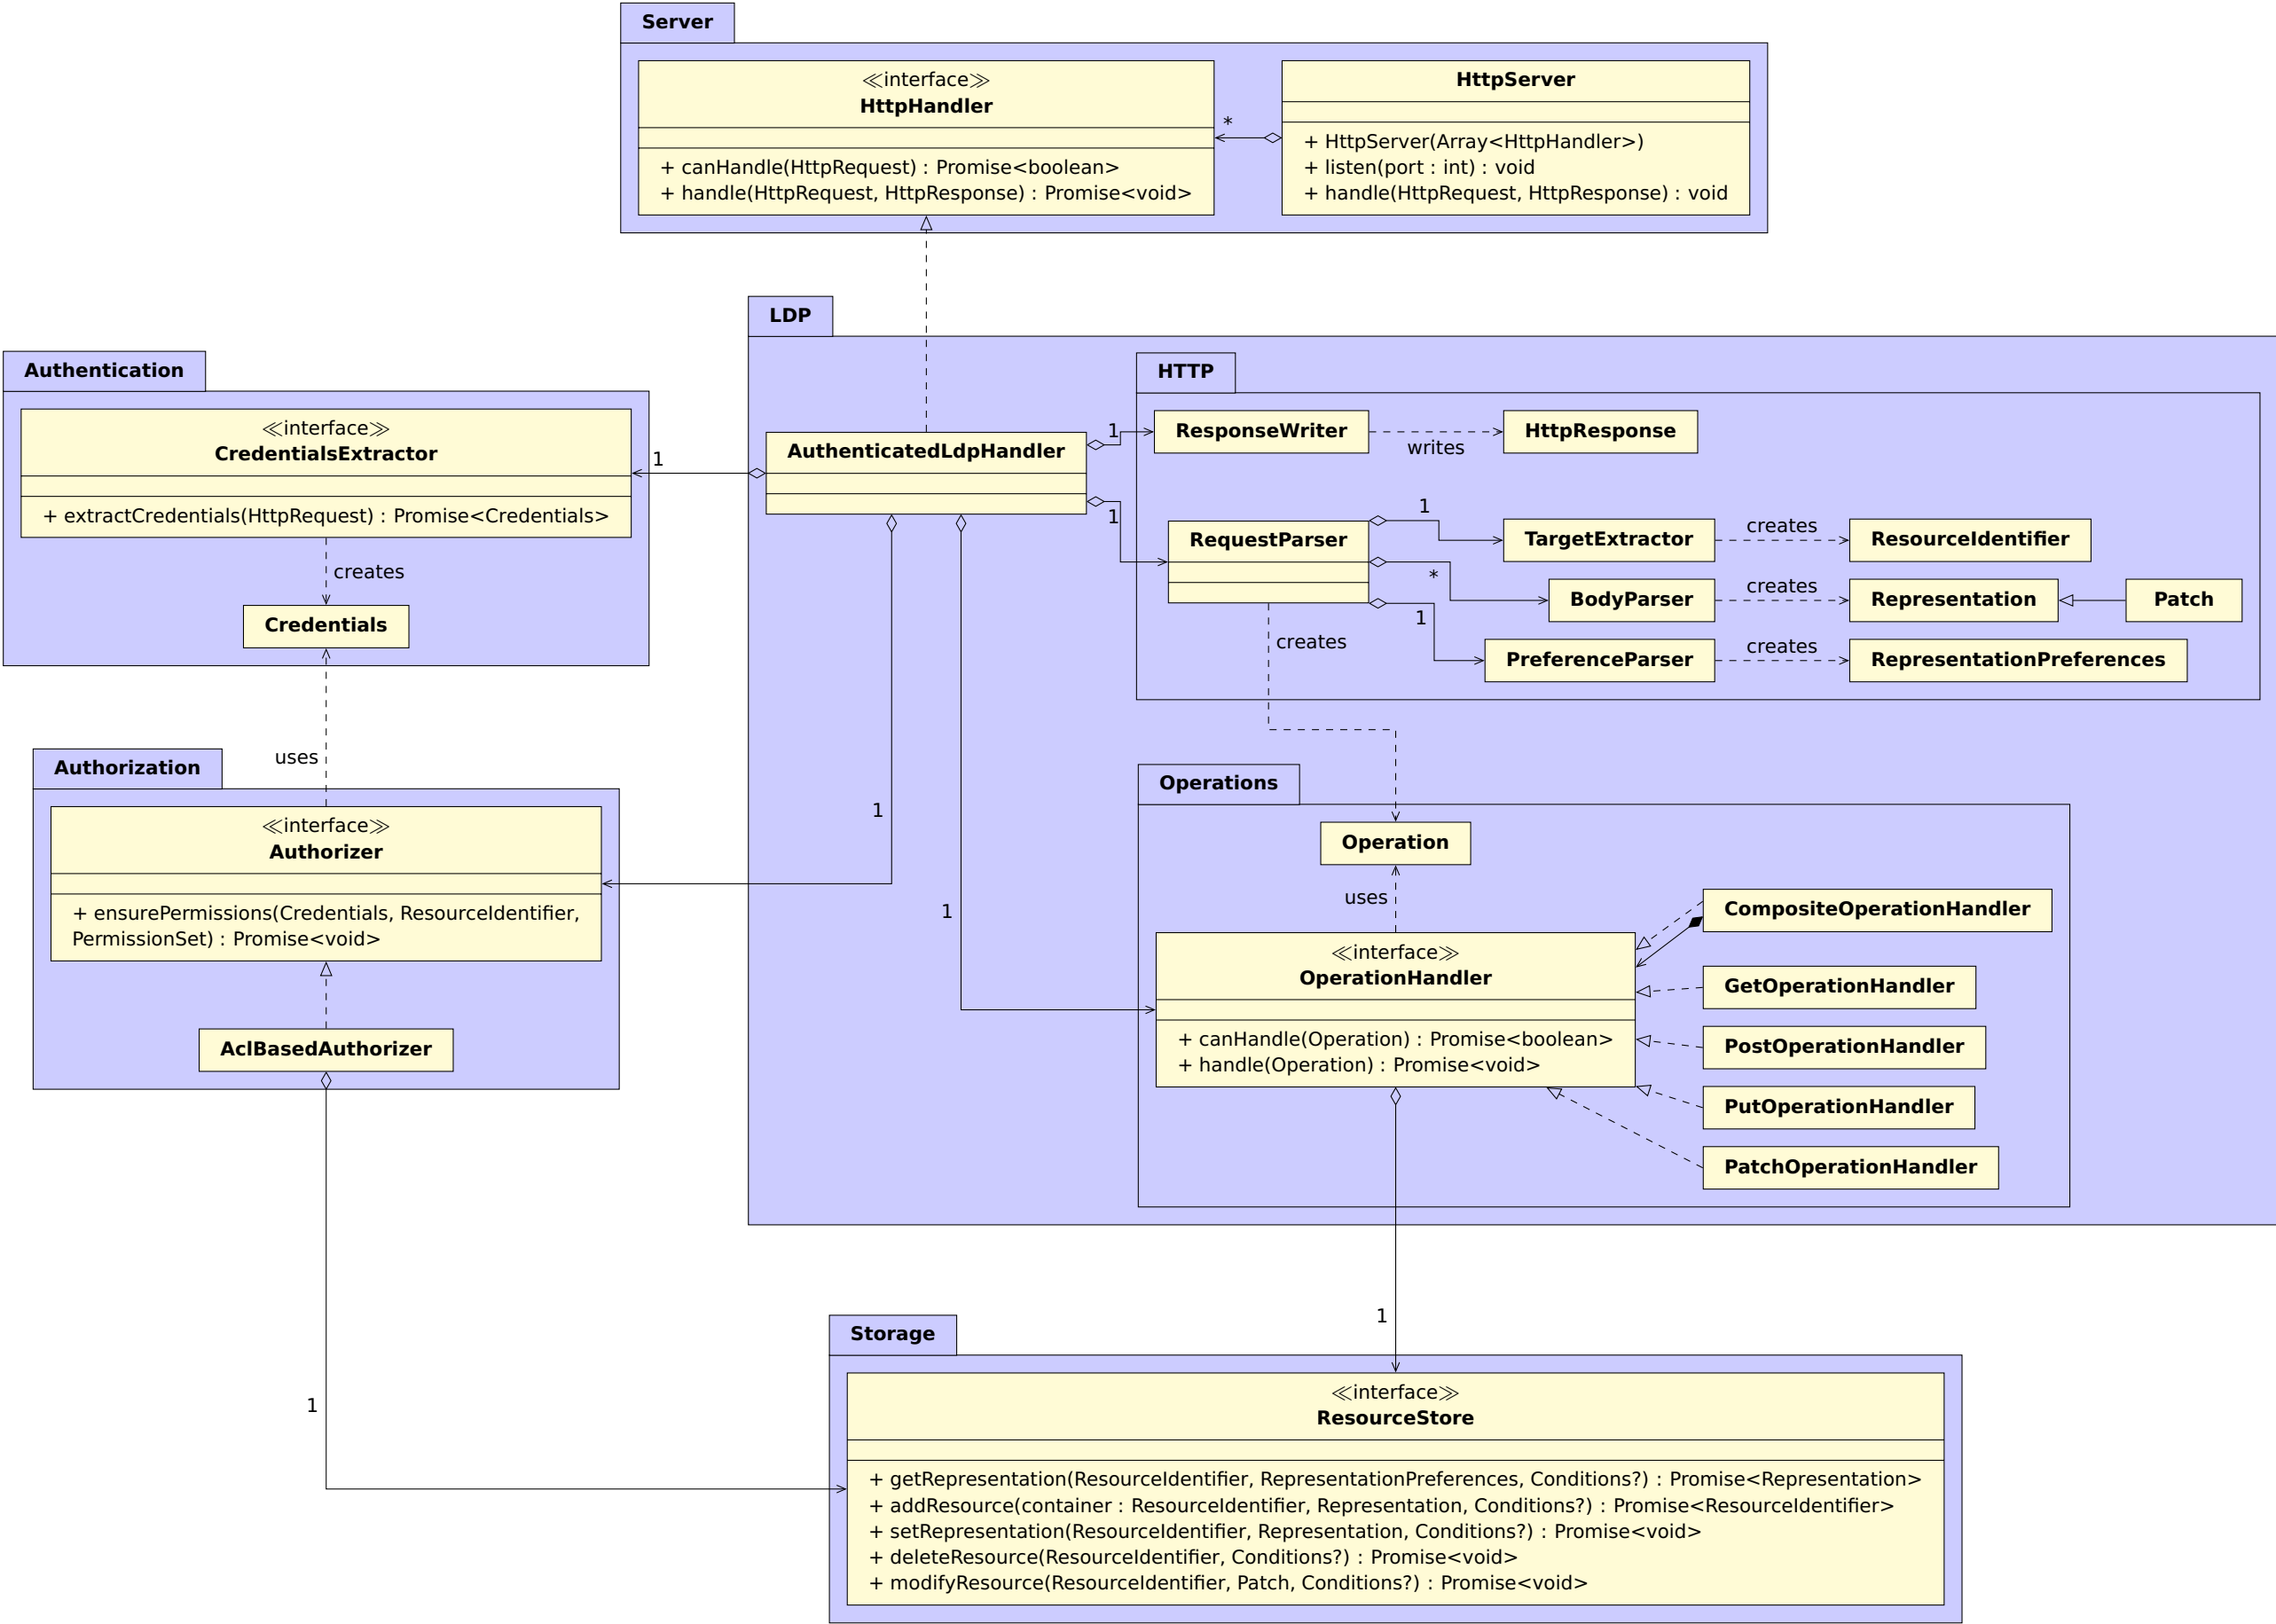 Server
≪interface≫
HttpHandler
+ canHandle(HttpRequest) : Promise<boolean>
+ handle(HttpRequest, HttpResponse) : Promise<void>
*
HttpServer
+ HttpServer(Array<HttpHandler>)
+ listen(port : int) : void
+ handle(HttpRequest, HttpResponse) : void
LDP
Authentication
≪interface≫
CredentialsExtractor
+ extractCredentials(HttpRequest) : Promise<Credentials>
creates
Credentials
1
AuthenticatedLdpHandler
1
1
HTTP
ResponseWriter
writes
HttpResponse
RequestParser
1
TargetExtractor
creates
ResourceIdentifier
*
BodyParser
creates
Representation
Patch
1
PreferenceParser
creates
RepresentationPreferences
creates
uses
Authorization
≪interface≫
Authorizer
+ ensurePermissions(Credentials, ResourceIdentifier,
PermissionSet) : Promise<void>
AclBasedAuthorizer
1
1
Operations
Operation
uses
≪interface≫
OperationHandler
+ canHandle(Operation) : Promise<boolean>
+ handle(Operation) : Promise<void>
CompositeOperationHandler
GetOperationHandler
PostOperationHandler
PutOperationHandler
PatchOperationHandler
1
1
Storage
≪interface≫
ResourceStore
+ getRepresentation(ResourceIdentifier, RepresentationPreferences, Conditions?) : Promise<Representation>
+ addResource(container : ResourceIdentifier, Representation, Conditions?) : Promise<ResourceIdentifier>
+ setRepresentation(ResourceIdentifier, Representation, Conditions?) : Promise<void>
+ deleteResource(ResourceIdentifier, Conditions?) : Promise<void>
+ modifyResource(ResourceIdentifier, Patch, Conditions?) : Promise<void>